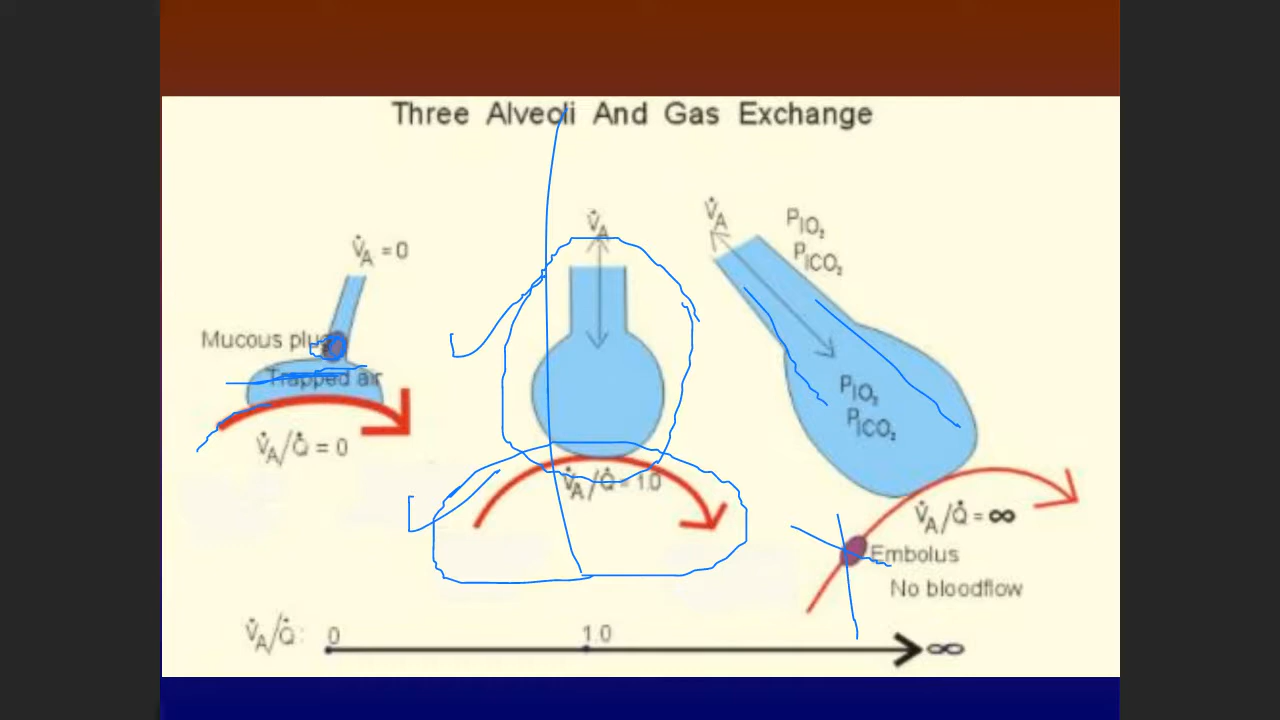 Three Alveoli And Gas Exchange
V̇A = 0
Mucous plug
Trapped air
V̇A/Q̇ = 0
V̇A
V̇A/Q̇ = 1.0
V̇A
PIO₂
PICO₂
PIO₂
PICO₂
V̇A/Q̇ = ∞
Embolus
No bloodflow
V̇A/Q̇: 0 1.0 ∞